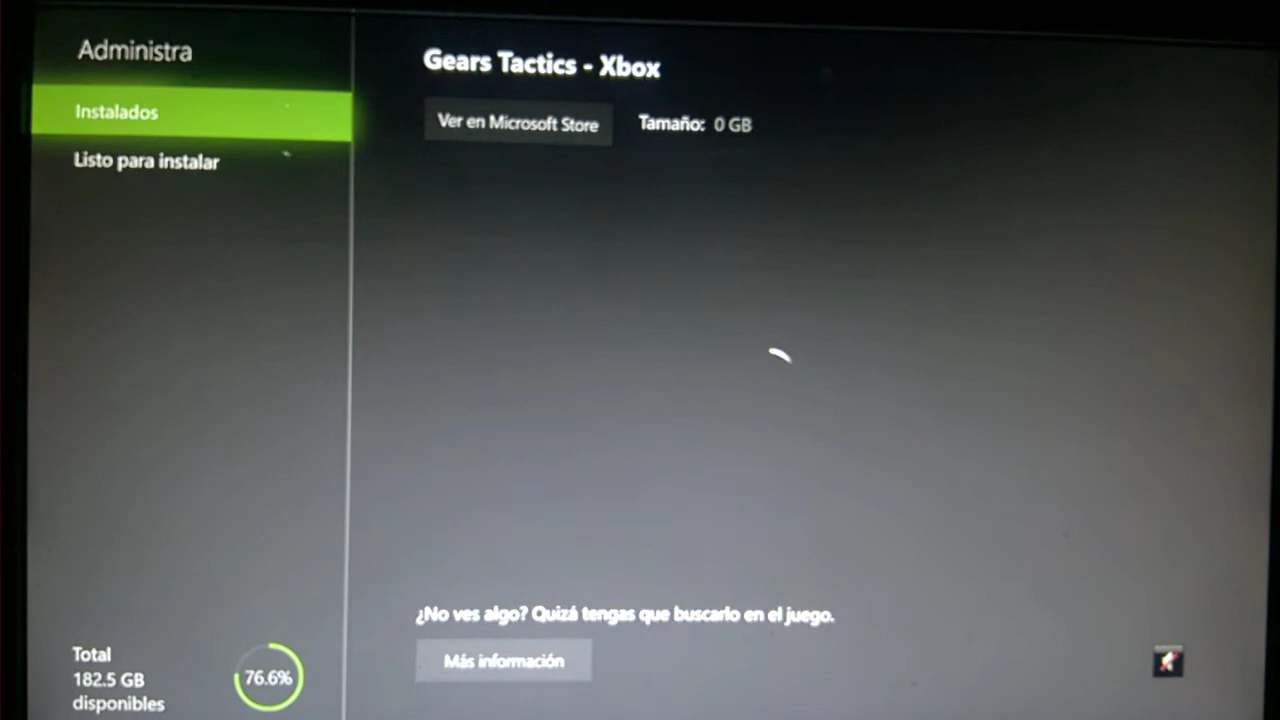 Administra
Instalados
Listo para instalar
Gears Tactics - Xbox
Ver en Microsoft Store
Tamaño: 0 GB
¿No ves algo? Quizá tengas que buscarlo en el juego.
Más información
Total
182.5 GB
disponibles
76.6%